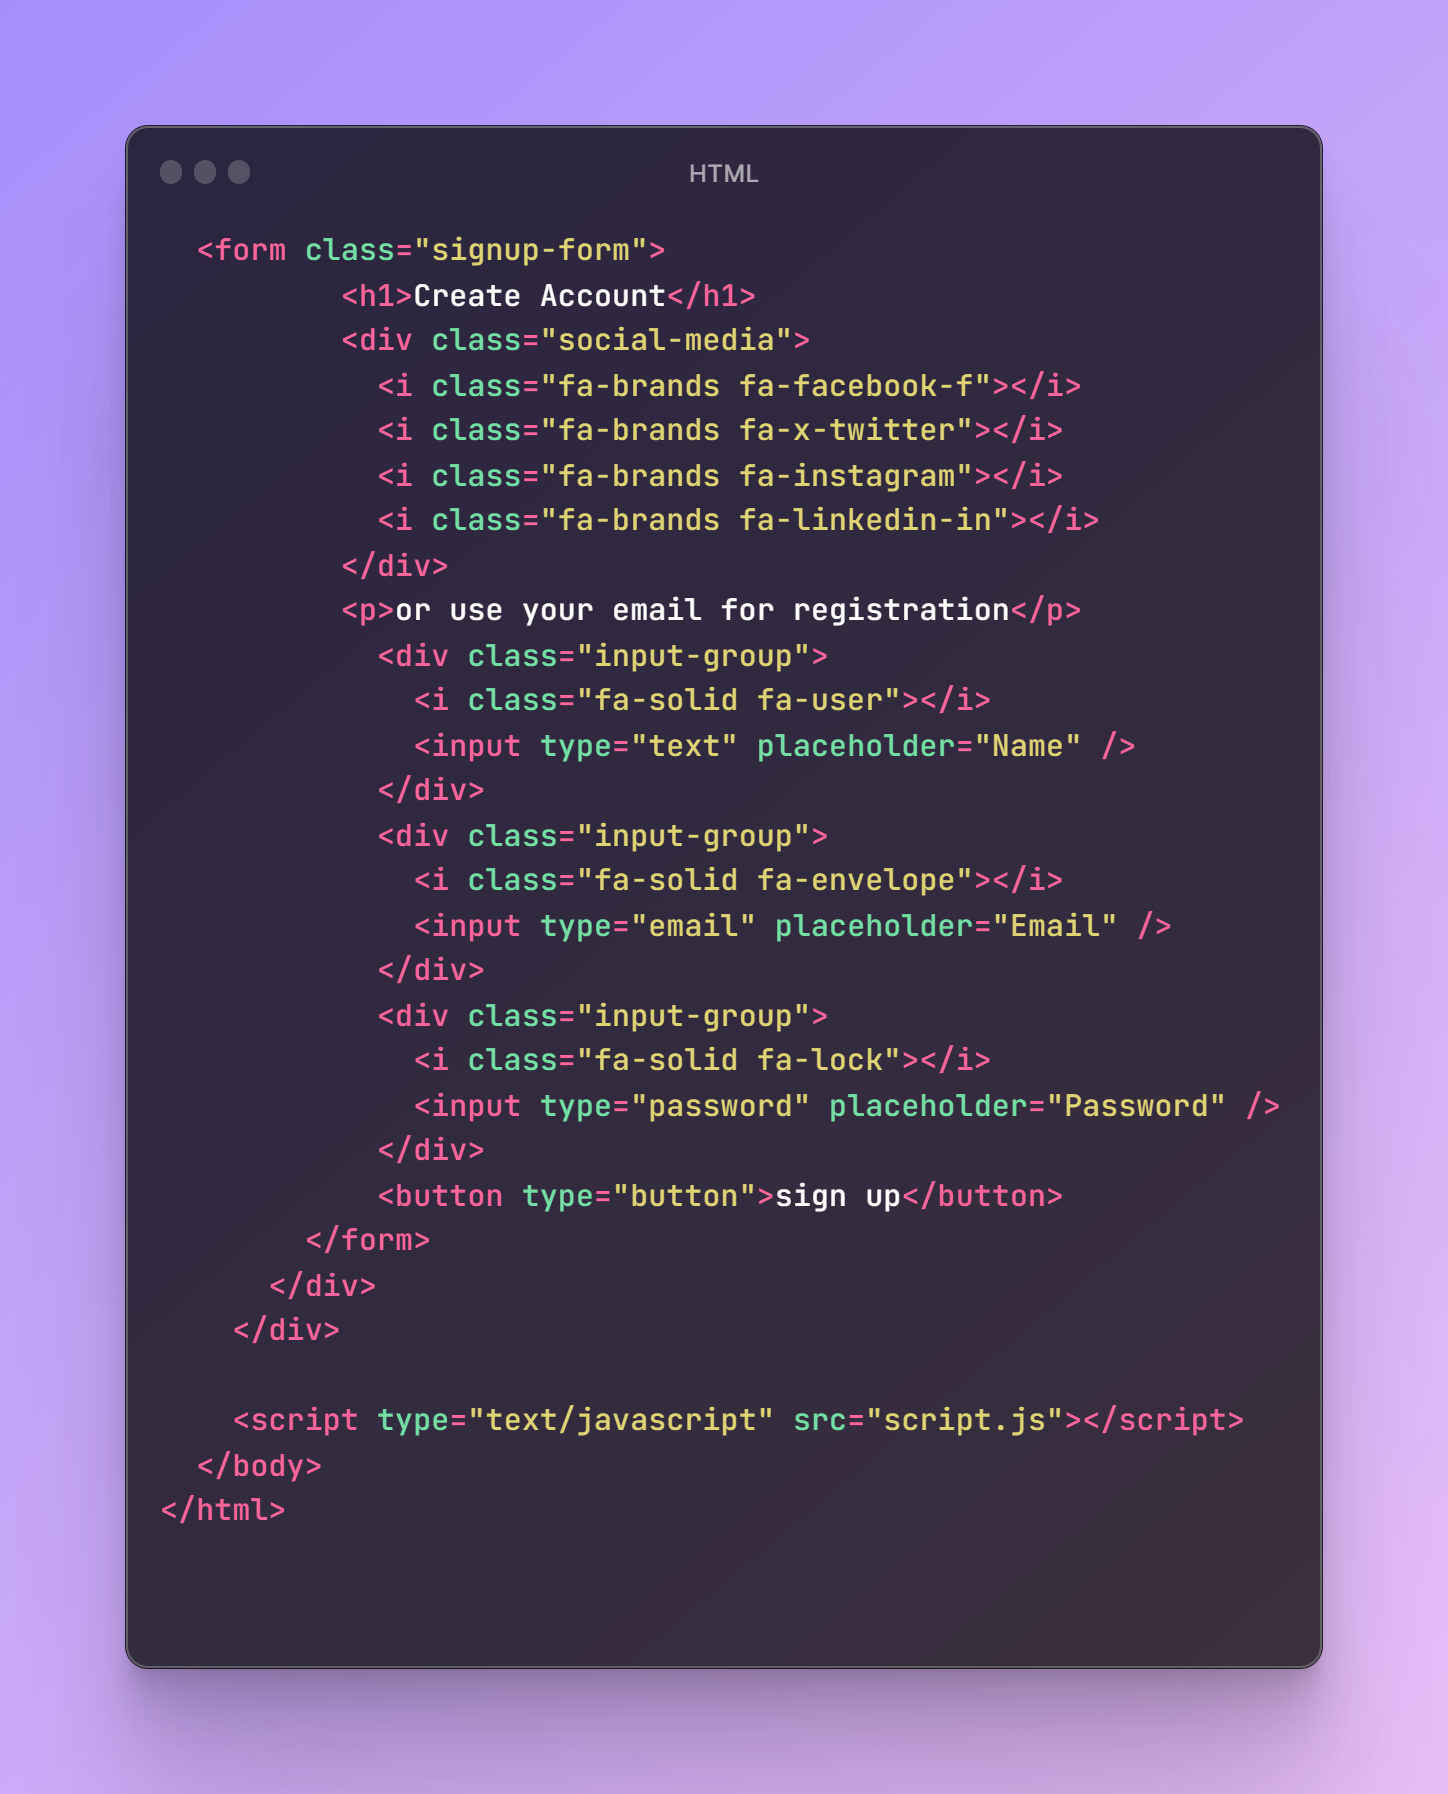 HTML
<form class="signup-form">
<h1>Create Account</h1>
<div class="social-media">
<i class="fa-brands fa-facebook-f"></i>
<i class="fa-brands fa-x-twitter"></i>
<i class="fa-brands fa-instagram"></i>
<i class="fa-brands fa-linkedin-in"></i>
</div>
<p>or use your email for registration</p>
<div class="input-group">
<i class="fa-solid fa-user"></i>
<input type="text" placeholder="Name" />
</div>
<div class="input-group">
<i class="fa-solid fa-envelope"></i>
<input type="email" placeholder="Email" />
</div>
<div class="input-group">
<i class="fa-solid fa-lock"></i>
<input type="password" placeholder="Password" />
</div>
<button type="button">sign up</button>
</form>
</div>
</div>
<script type="text/javascript" src="script.js"></script>
</body>
</html>